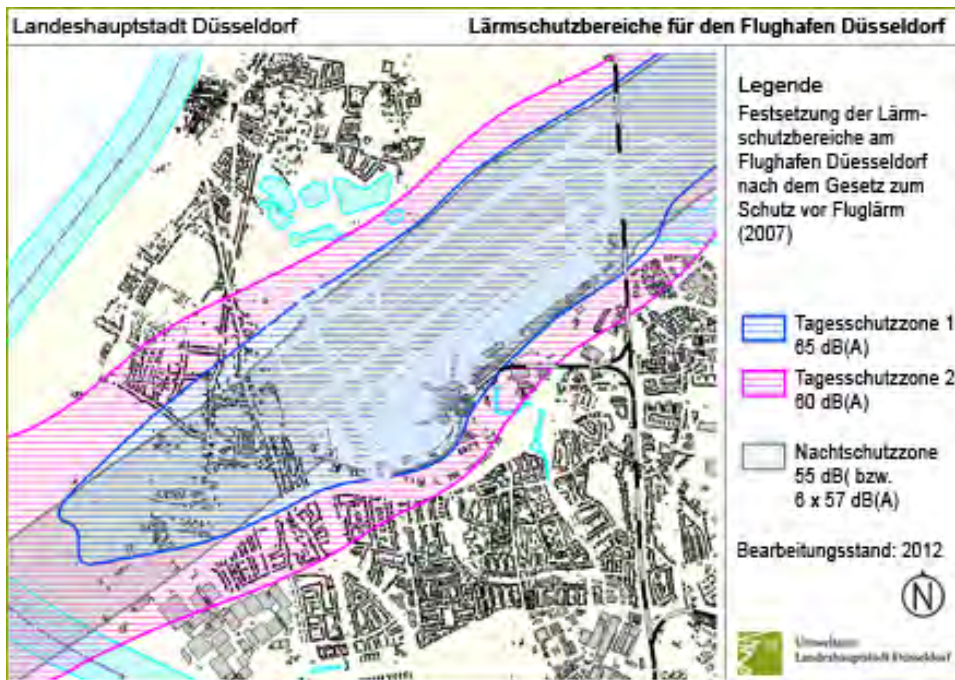 Landeshauptstadt Düsseldorf
Lärmschutzbereiche für den Flughafen Düsseldorf
Legende
Festsetzung der Lärm-
schutzbereiche am
Flughafen Düesseldorf
nach dem Gesetz zum
Schutz vor Fluglärm
(2007)
Tagesschutzzone 1
65 dB(A)
Tagesschutzzone 2
60 dB(A)
Nachtschutzzone
55 dB( bzw.
6 x 57 dB(A)
Bearbeitungsstand: 2012
N
Umweltamt
Landeshauptstadt Düsseldorf